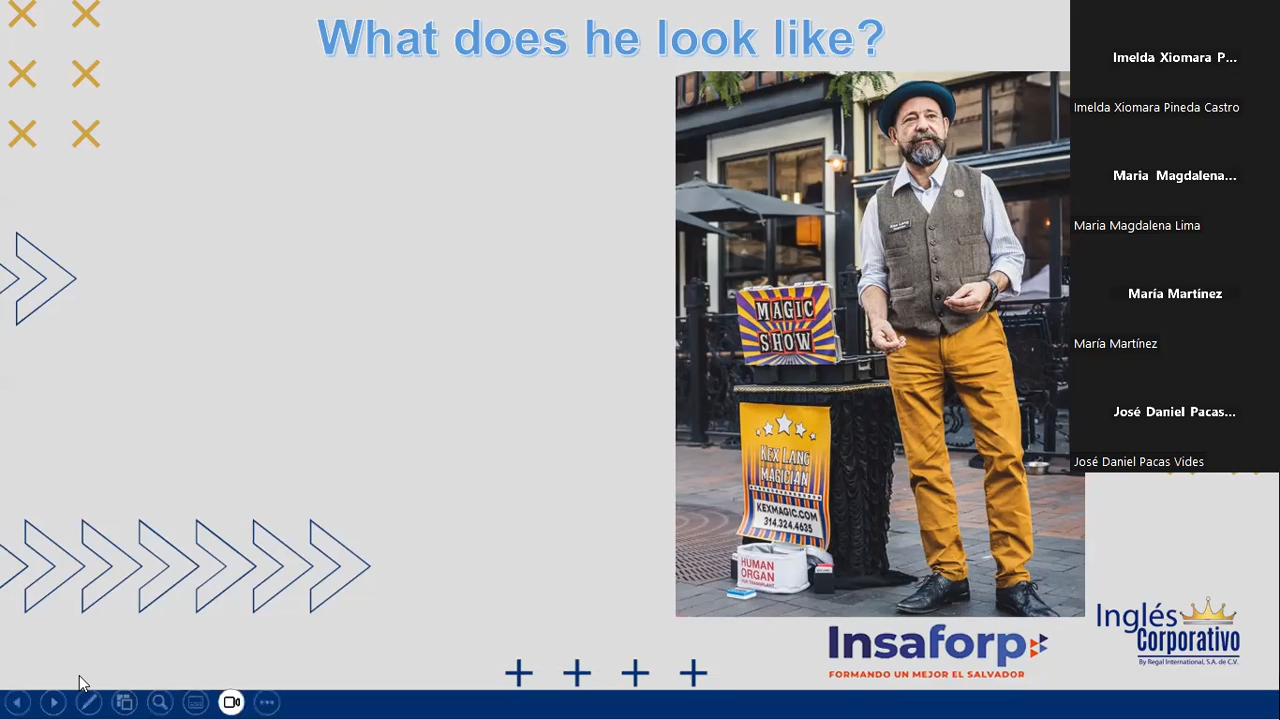 What does he look like?
Imelda Xiomara P...
Imelda Xiomara Pineda Castro
Maria Magdalena...
Maria Magdalena Lima
María Martínez
María Martínez
José Daniel Pacas...
José Daniel Pacas Vides
MAGIC
SHOW
KEX LANG
MAGICIAN
KEXMAGIC.COM
314.324.4635
HUMAN
ORGAN
FOR TRANSPLANT
Insaforp
FORMANDO UN MEJOR EL SALVADOR
Inglés
Corporativo
By Regal International, S.A. de C.V.